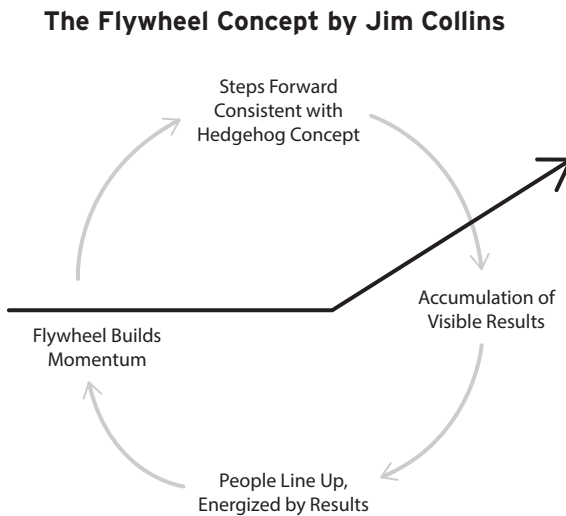 The Flywheel Concept by Jim Collins
Steps Forward
Consistent with
Hedgehog Concept
Accumulation of
Visible Results
Flywheel Builds
Momentum
People Line Up,
Energized by Results